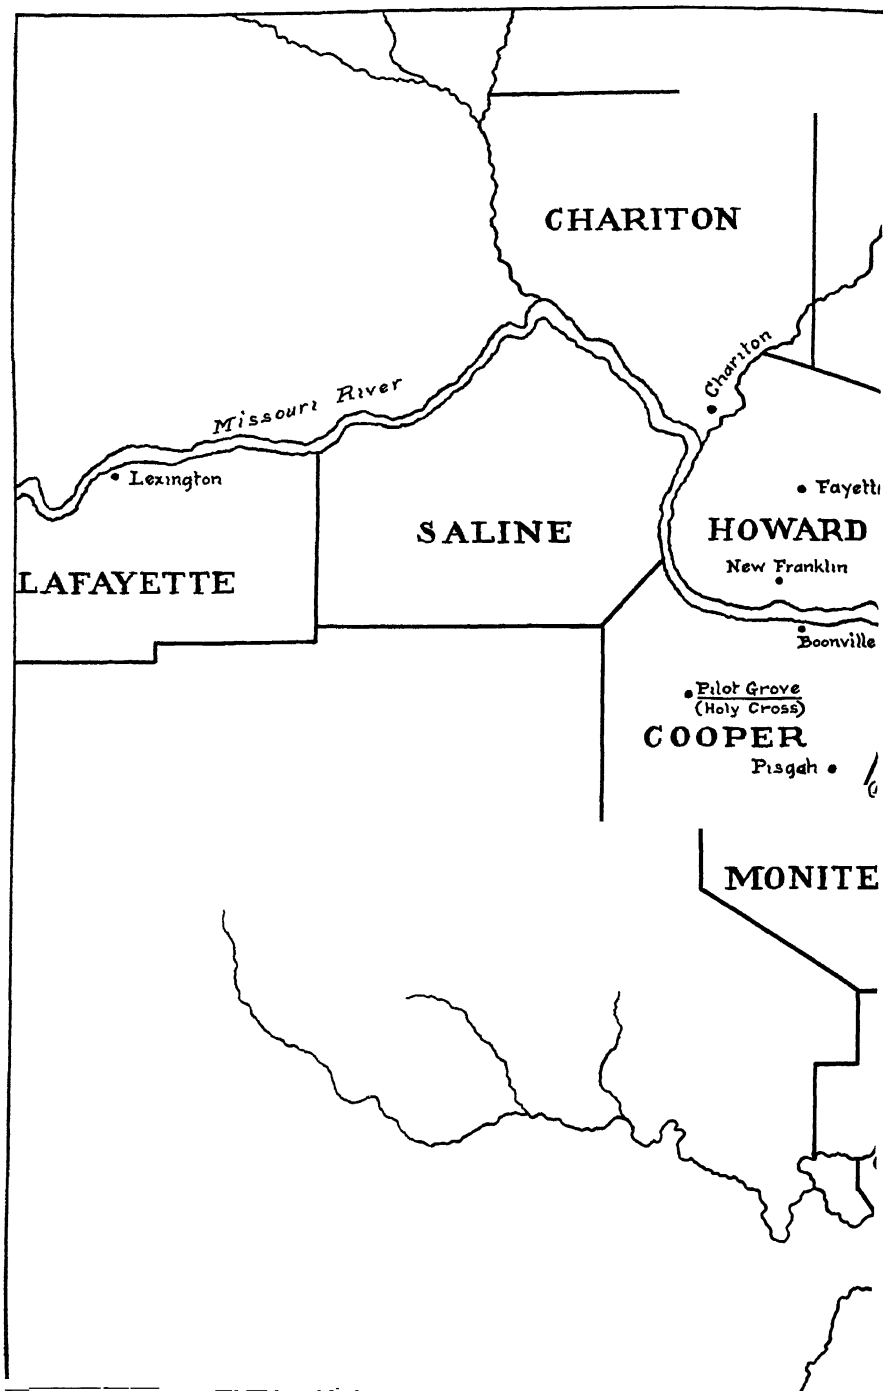 CHARITON
Chariton
Missouri River
Lexington
Fayett
SALINE
HOWARD
New Franklin
LAFAYETTE
Boonville
Pilot Grove
(Holy Cross)
COOPER
Pisgah
MONITE